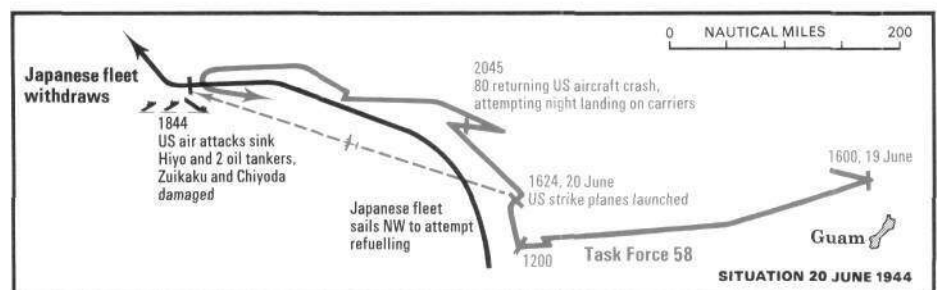 0 NAUTICAL MILES 200
Japanese fleet
withdraws
2045
80 returning US aircraft crash,
attempting night landing on carriers
1844
US air attacks sink
Hiyo and 2 oil tankers,
Zuikaku and Chiyoda
damaged
1600, 19 June
1624, 20 June
US strike planes launched
Japanese fleet
sails NW to attempt
refuelling
Guam
1200
Task Force 58
SITUATION 20 JUNE 1944